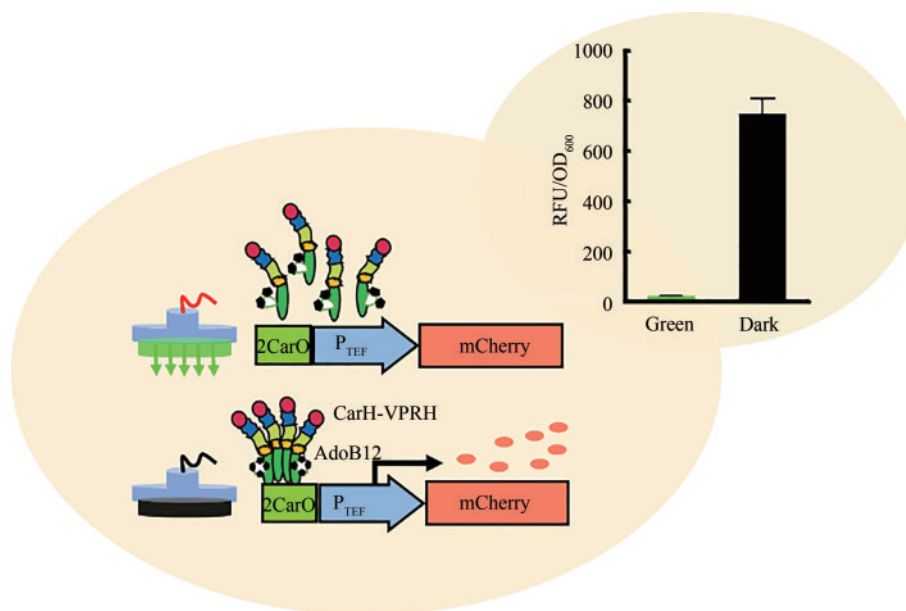 1000
800
600
400
200
0
RFU/OD600
Green
Dark
2CarO
PTEF
mCherry
CarH-VPRH
AdoB12
2CarO
PTEF
mCherry